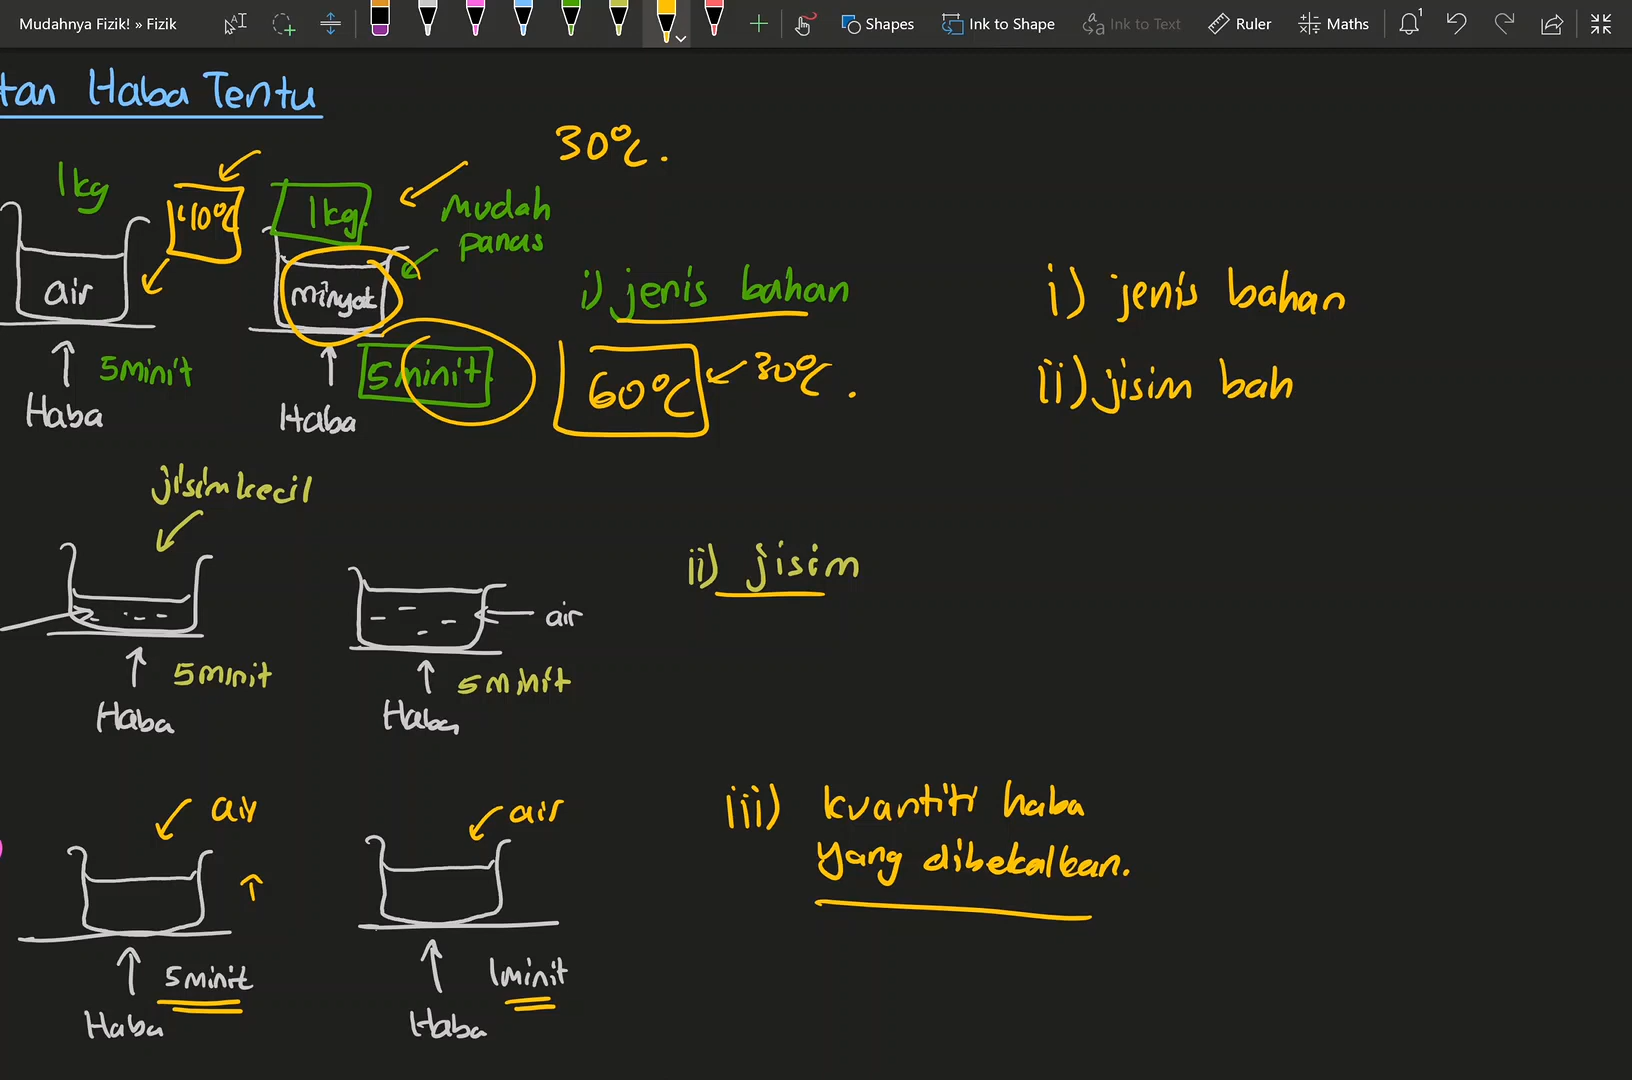 Mudahnya Fizik! » Fizik
Shapes
Ink to Shape
Ink to Text
Ruler
Maths
1
tan Haba Tentu
30°C.
1kg
40°C
1kg
Mudah
panas
air
minyak
i) jenis bahan
i) jenis bahan
5minit
5minit
60°C
30°C.
ii) jisim bah
Haba
Haba
jisim kecil
ii) jisim
air
5minit
5minit
Haba
Haba
air
air
iii) kuantiti haba
yang dibekalkan.
5minit
1minit
Haba
Haba